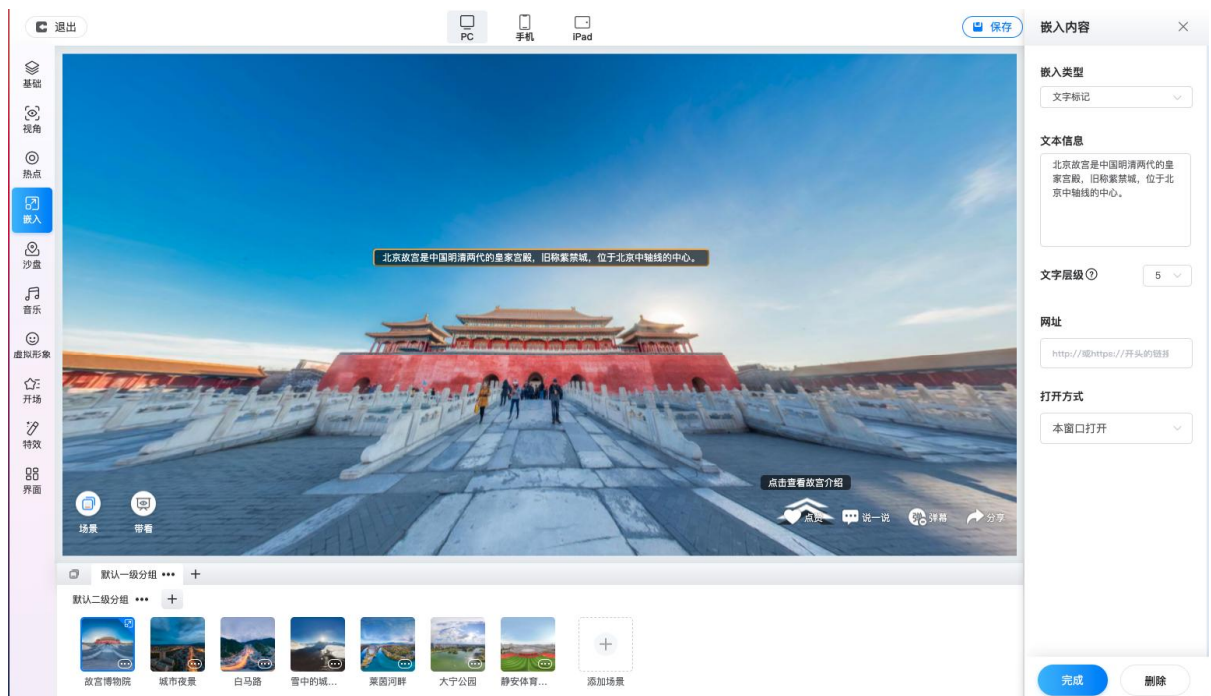 退出
PC
手机
iPad
保存
嵌入内容
基础
视角
热点
嵌入
沙盘
音乐
虚拟形象
开场
特效
界面
北京故宫是中国明清两代的皇家宫殿，旧称紫禁城，位于北京中轴线的中心。
点击查看故宫介绍
场景
带看
点赞
说一说
弹幕
分享
嵌入类型
文字标记
文本信息
北京故宫是中国明清两代的皇
家宫殿，旧称紫禁城，位于北
京中轴线的中心。
文字层级
5
网址
http://或https://开头的链接
打开方式
本窗口打开
默认一级分组 •••
默认二级分组 •••
故宫博物院
城市夜景
白马路
雪中的城...
莱茵河畔
大宁公园
静安体育...
添加场景
完成
删除